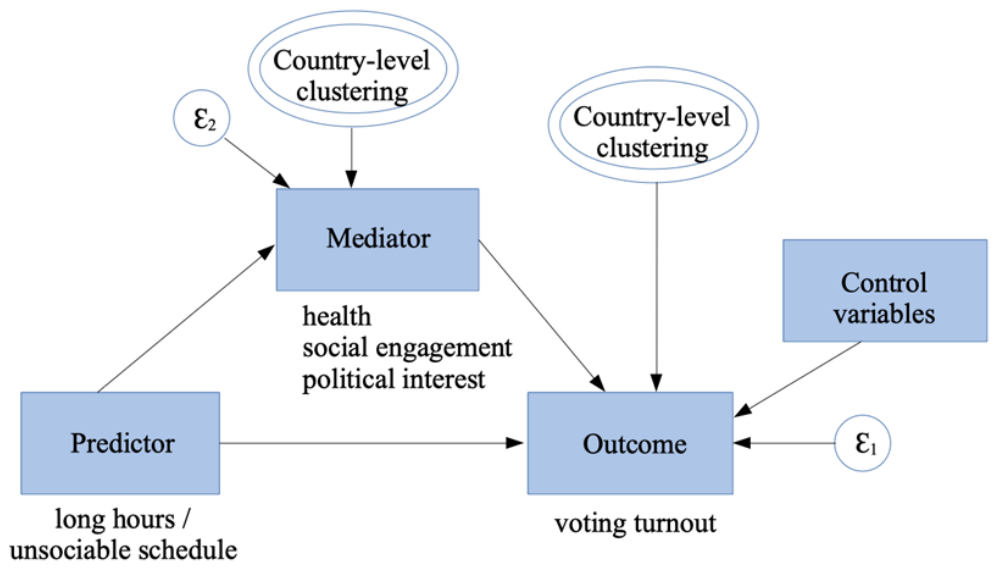 Country-level
clustering
ε2
Country-level
clustering
Mediator
Control
variables
health
social engagement
political interest
Predictor
Outcome
ε1
long hours /
unsociable schedule
voting turnout